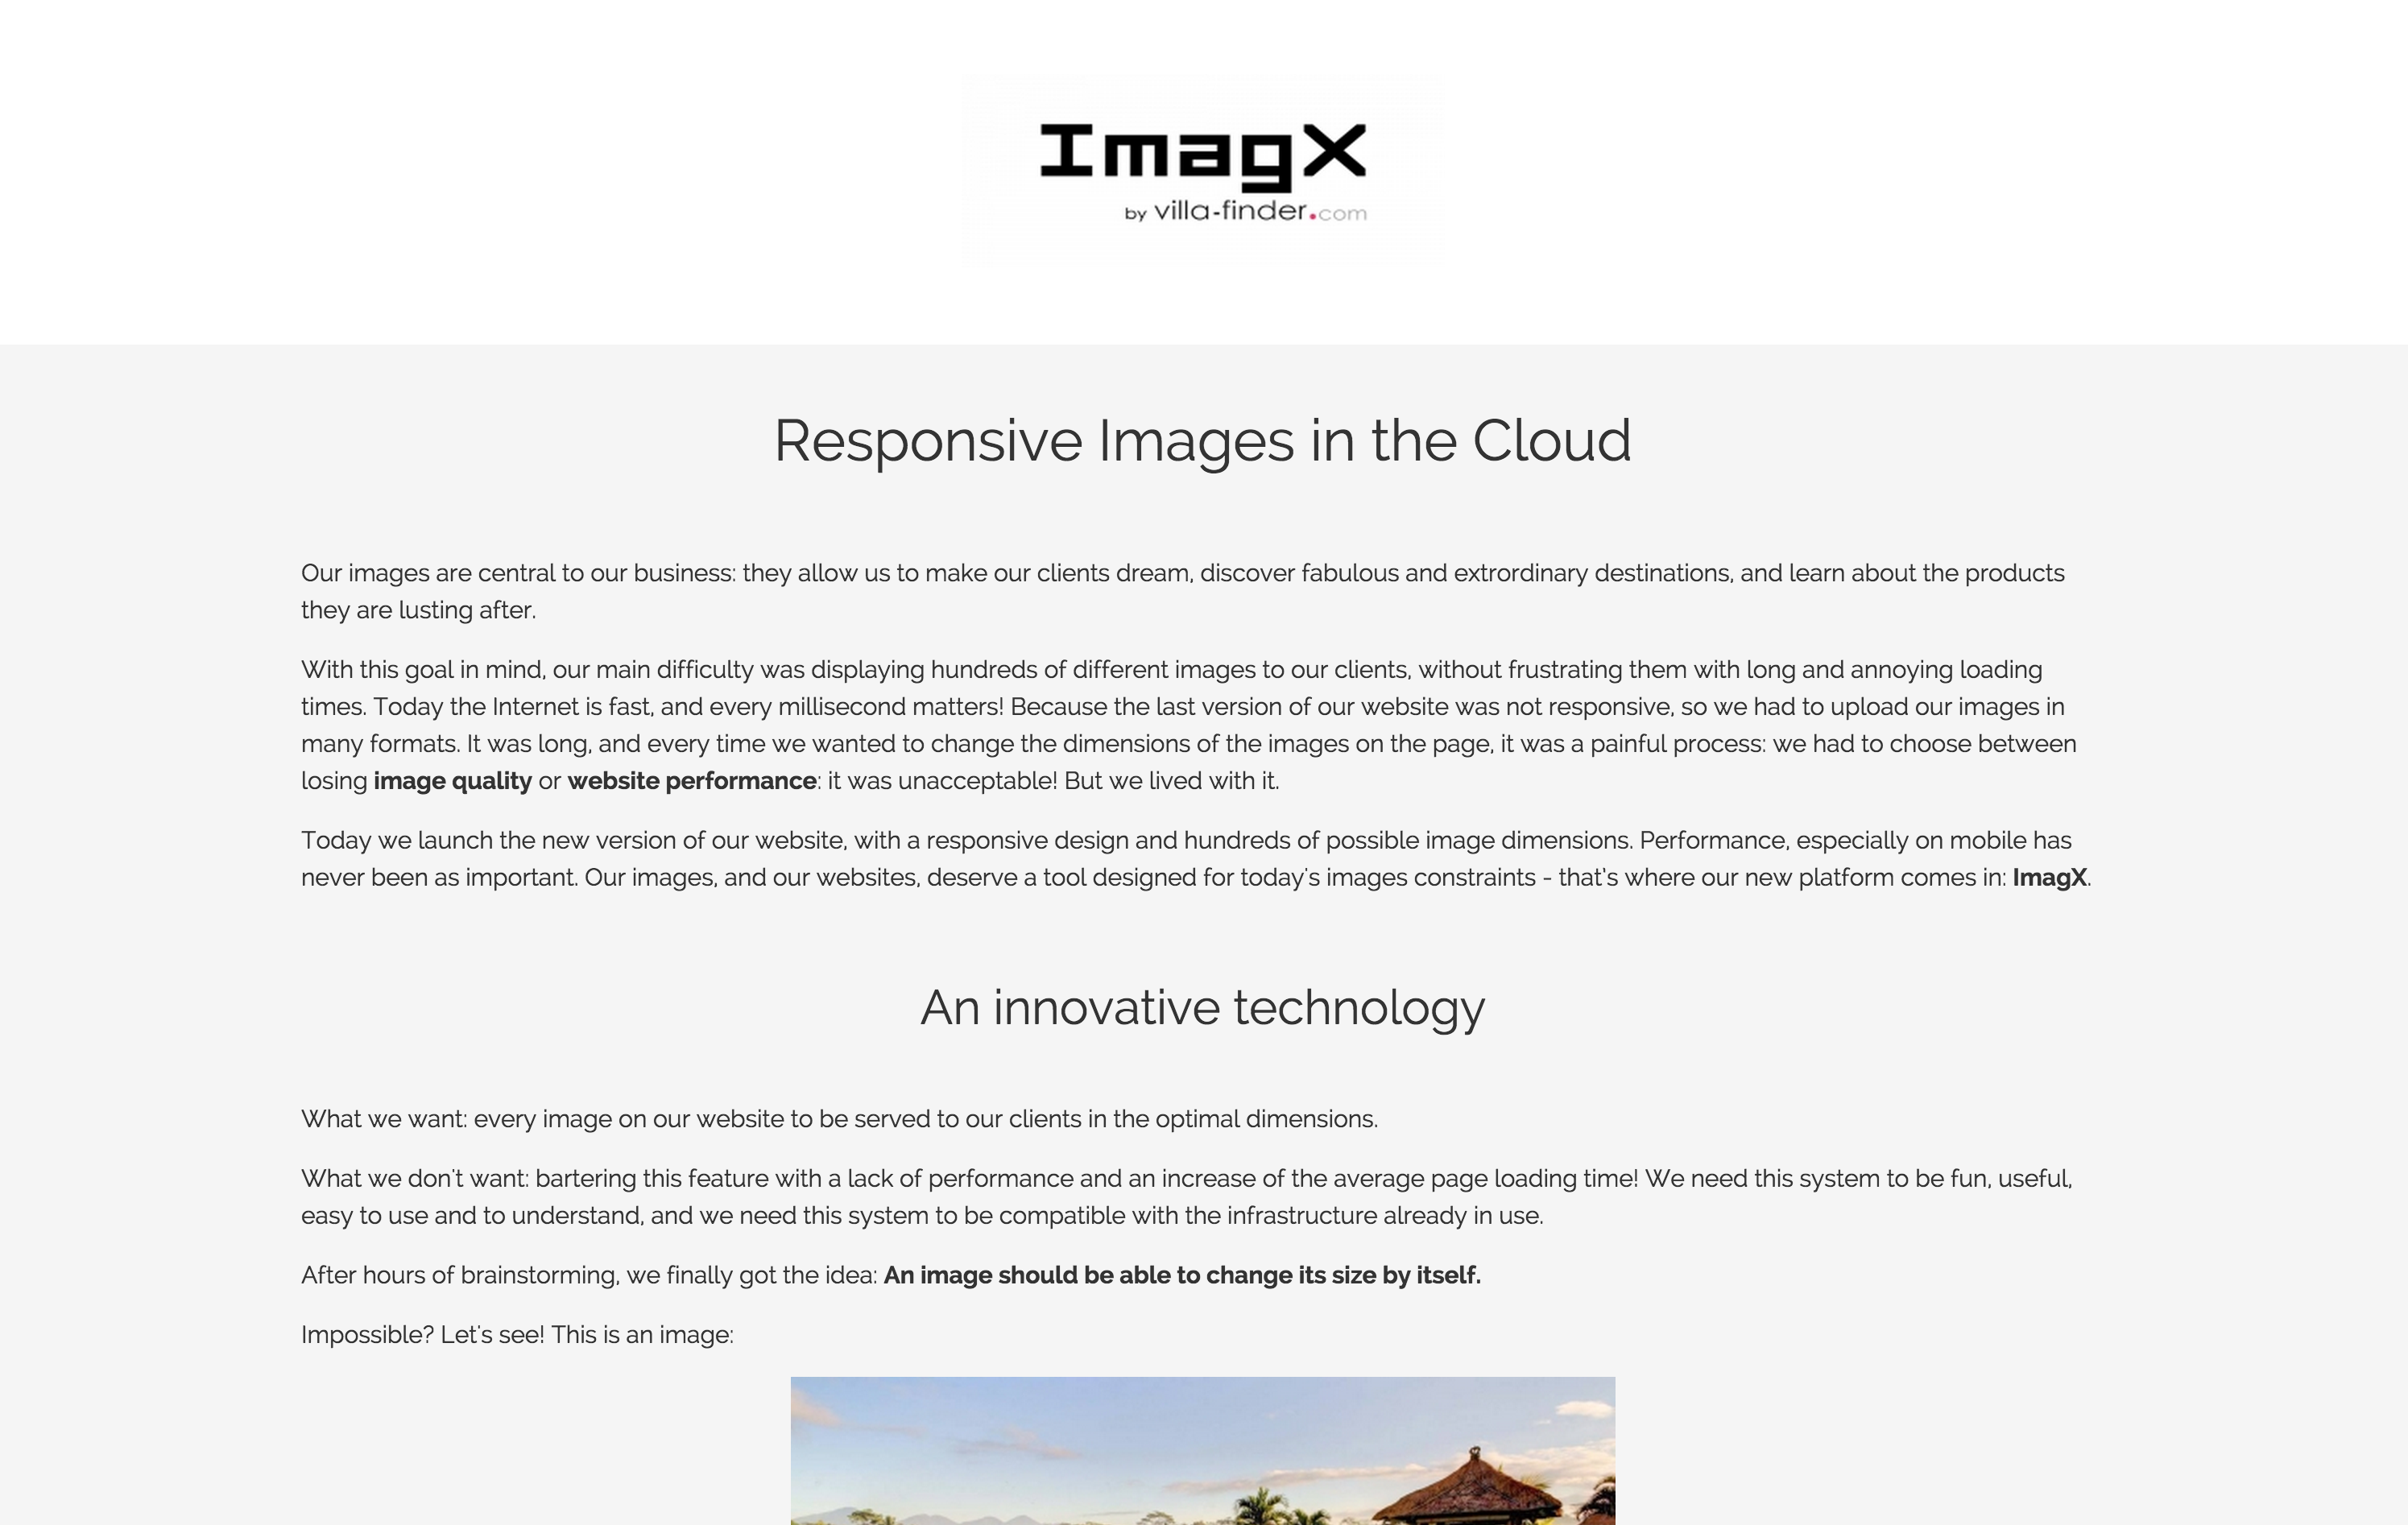 ImagX
by villa-finder.com
Responsive Images in the Cloud
Our images are central to our business: they allow us to make our clients dream, discover fabulous and extrordinary destinations, and learn about the products
they are lusting after.
With this goal in mind, our main difficulty was displaying hundreds of different images to our clients, without frustrating them with long and annoying loading
times. Today the Internet is fast, and every millisecond matters! Because the last version of our website was not responsive, so we had to upload our images in
many formats. It was long, and every time we wanted to change the dimensions of the images on the page, it was a painful process: we had to choose between
losing image quality or website performance: it was unacceptable! But we lived with it.
Today we launch the new version of our website, with a responsive design and hundreds of possible image dimensions. Performance, especially on mobile has
never been as important. Our images, and our websites, deserve a tool designed for today's images constraints - that's where our new platform comes in: ImagX.
An innovative technology
What we want: every image on our website to be served to our clients in the optimal dimensions.
What we don't want: bartering this feature with a lack of performance and an increase of the average page loading time! We need this system to be fun, useful,
easy to use and to understand, and we need this system to be compatible with the infrastructure already in use.
After hours of brainstorming, we finally got the idea: An image should be able to change its size by itself.
Impossible? Let's see! This is an image: